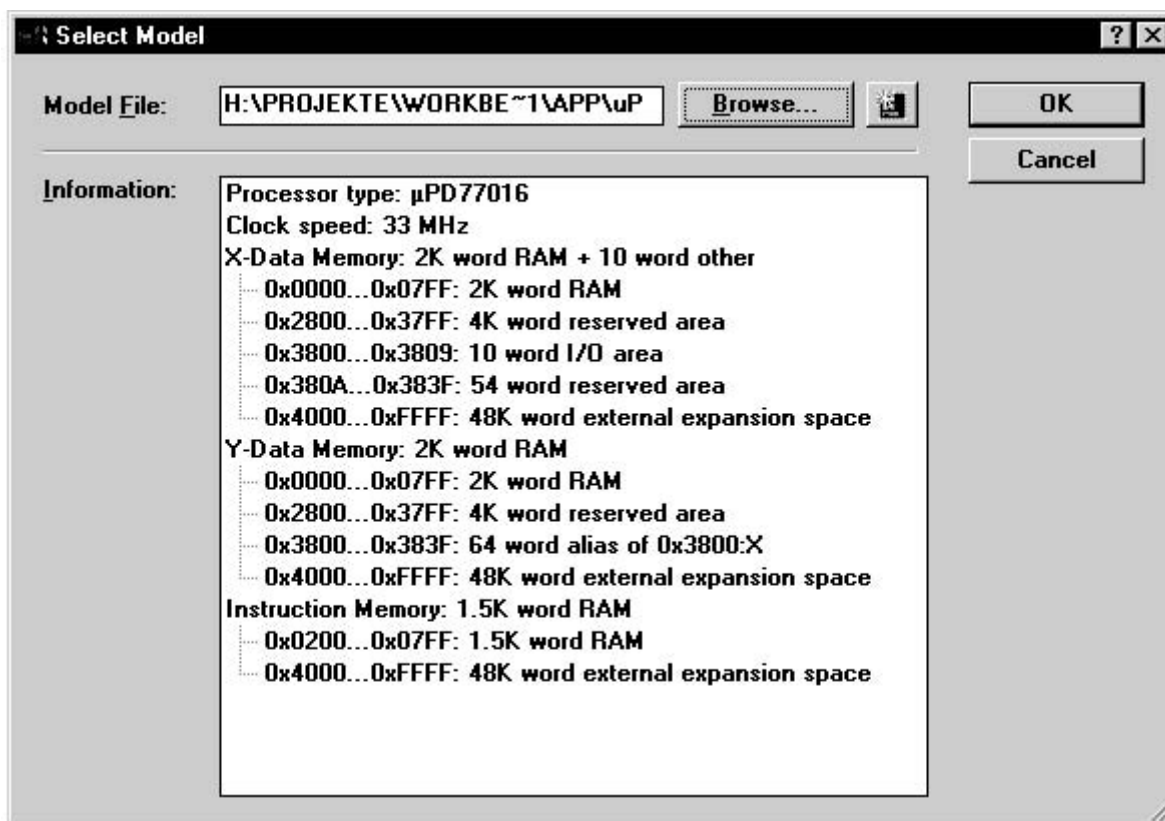 Select Model
Model File:
H:\PROJEKTE\WORKBE~1\APP\uP
Browse...
OK
Cancel
Information:
Processor type: µPD77016
Clock speed: 33 MHz
X-Data Memory: 2K word RAM + 10 word other
0x0000...0x07FF: 2K word RAM
0x2800...0x37FF: 4K word reserved area
0x3800...0x3809: 10 word I/O area
0x380A...0x383F: 54 word reserved area
0x4000...0xFFFF: 48K word external expansion space
Y-Data Memory: 2K word RAM
0x0000...0x07FF: 2K word RAM
0x2800...0x37FF: 4K word reserved area
0x3800...0x383F: 64 word alias of 0x3800:X
0x4000...0xFFFF: 48K word external expansion space
Instruction Memory: 1.5K word RAM
0x0200...0x07FF: 1.5K word RAM
0x4000...0xFFFF: 48K word external expansion space